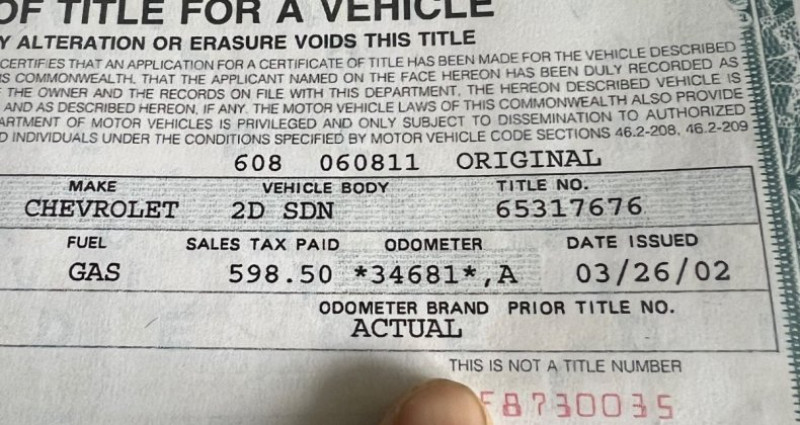 OF TITLE FOR A VEHICLE
Y ALTERATION OR ERASURE VOIDS THIS TITLE
CERTIFIES THAT AN APPLICATION FOR A CERTIFICATE OF TITLE HAS BEEN MADE FOR THE VEHICLE DESCRIBED
S COMMONWEALTH. THAT THE APPLICANT NAMED ON THE FACE HEREON HAS BEEN DULY RECORDED AS
THE OWNER AND THE RECORDS ON FILE WITH THIS DEPARTMENT. THE HEREON DESCRIBED VEHICLE IS
AND AS DESCRIBED HEREON, IF ANY. THE MOTOR VEHICLE LAWS OF THIS COMMONWEALTH ALSO PROVIDE
ARTMENT OF MOTOR VEHICLES IS PRIVILEGED AND ONLY SUBJECT TO DISSEMINATION TO AUTHORIZED
D INDIVIDUALS UNDER THE CONDITIONS SPECIFIED BY MOTOR VEHICLE CODE SECTIONS 46.2-208, 46.2-209
608 060811 ORIGINAL
MAKE VEHICLE BODY TITLE NO.
CHEVROLET 2D SDN 65317676
FUEL SALES TAX PAID ODOMETER DATE ISSUED
GAS 598.50 *34681*,A 03/26/02
ODOMETER BRAND PRIOR TITLE NO.
ACTUAL
THIS IS NOT A TITLE NUMBER
8730035